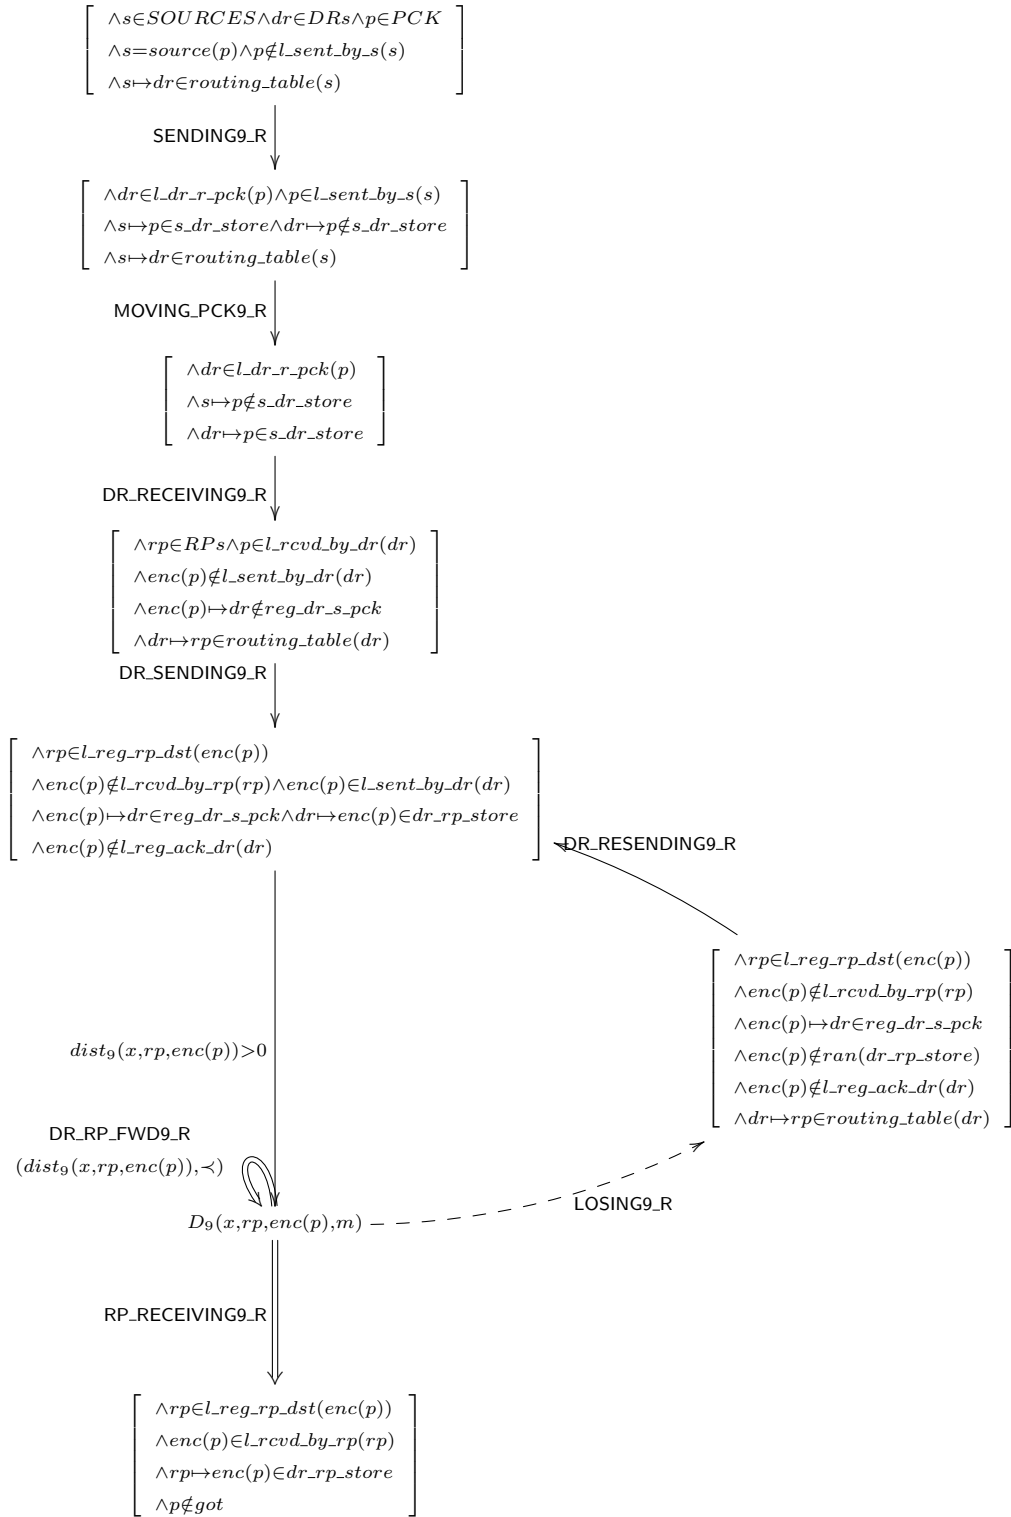 ∧s∈SOURCES∧dr∈DRs∧p∈PCK
∧s=source(p)∧p∉l_sent_by_s(s)
∧s↦dr∈routing_table(s)
SENDING9_R
∧dr∈l_dr_r_pck(p)∧p∈l_sent_by_s(s)
∧s↦p∈s_dr_store∧dr↦p∉s_dr_store
∧s↦dr∈routing_table(s)
MOVING_PCK9_R
∧dr∈l_dr_r_pck(p)
∧s↦p∉s_dr_store
∧dr↦p∈s_dr_store
DR_RECEIVING9_R
∧rp∈RPs∧p∈l_rcvd_by_dr(dr)
∧enc(p)∉l_sent_by_dr(dr)
∧enc(p)↦dr∉reg_dr_s_pck
∧dr↦rp∈routing_table(dr)
DR_SENDING9_R
∧rp∈l_reg_rp_dst(enc(p))
∧enc(p)∉l_rcvd_by_rp(rp)∧enc(p)∈l_sent_by_dr(dr)
∧enc(p)↦dr∈reg_dr_s_pck∧dr↦enc(p)∈dr_rp_store
∧enc(p)∉l_reg_ack_dr(dr)
DR_RESENDING9_R
∧rp∈l_reg_rp_dst(enc(p))
∧enc(p)∉l_rcvd_by_rp(rp)
∧enc(p)↦dr∈reg_dr_s_pck
∧enc(p)∉ran(dr_rp_store)
∧enc(p)∉l_reg_ack_dr(dr)
∧dr↦rp∈routing_table(dr)
dist₉(x,rp,enc(p))>0
DR_RP_FWD9_R
(dist₉(x,rp,enc(p)),≺)
LOSING9_R
D₉(x,rp,enc(p),m)
RP_RECEIVING9_R
∧rp∈l_reg_rp_dst(enc(p))
∧enc(p)∈l_rcvd_by_rp(rp)
∧rp↦enc(p)∈dr_rp_store
∧p∉got